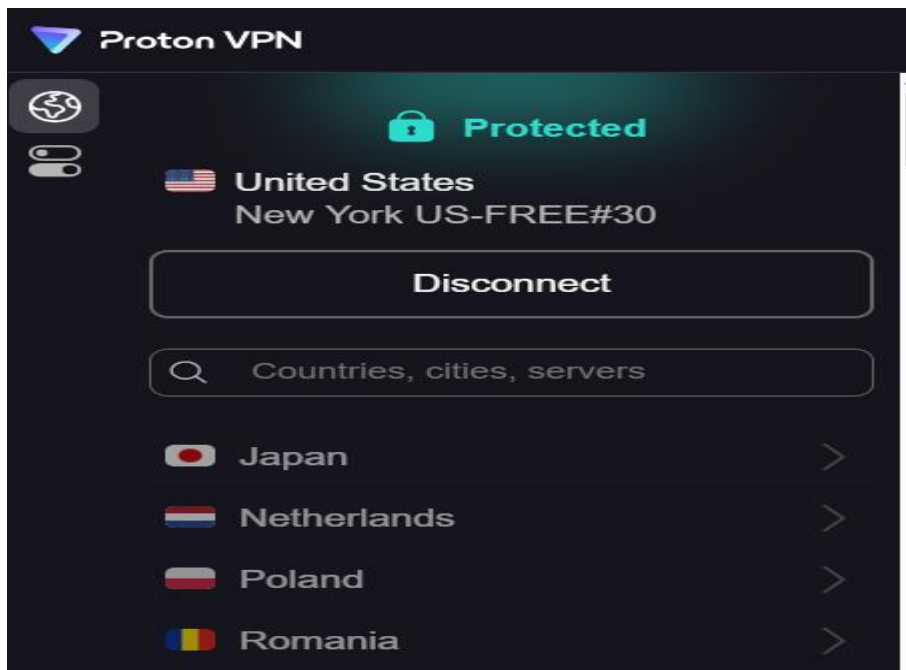 Proton VPN
Protected
United States
New York US-FREE#30
Disconnect
Countries, cities, servers
Japan
Netherlands
Poland
Romania